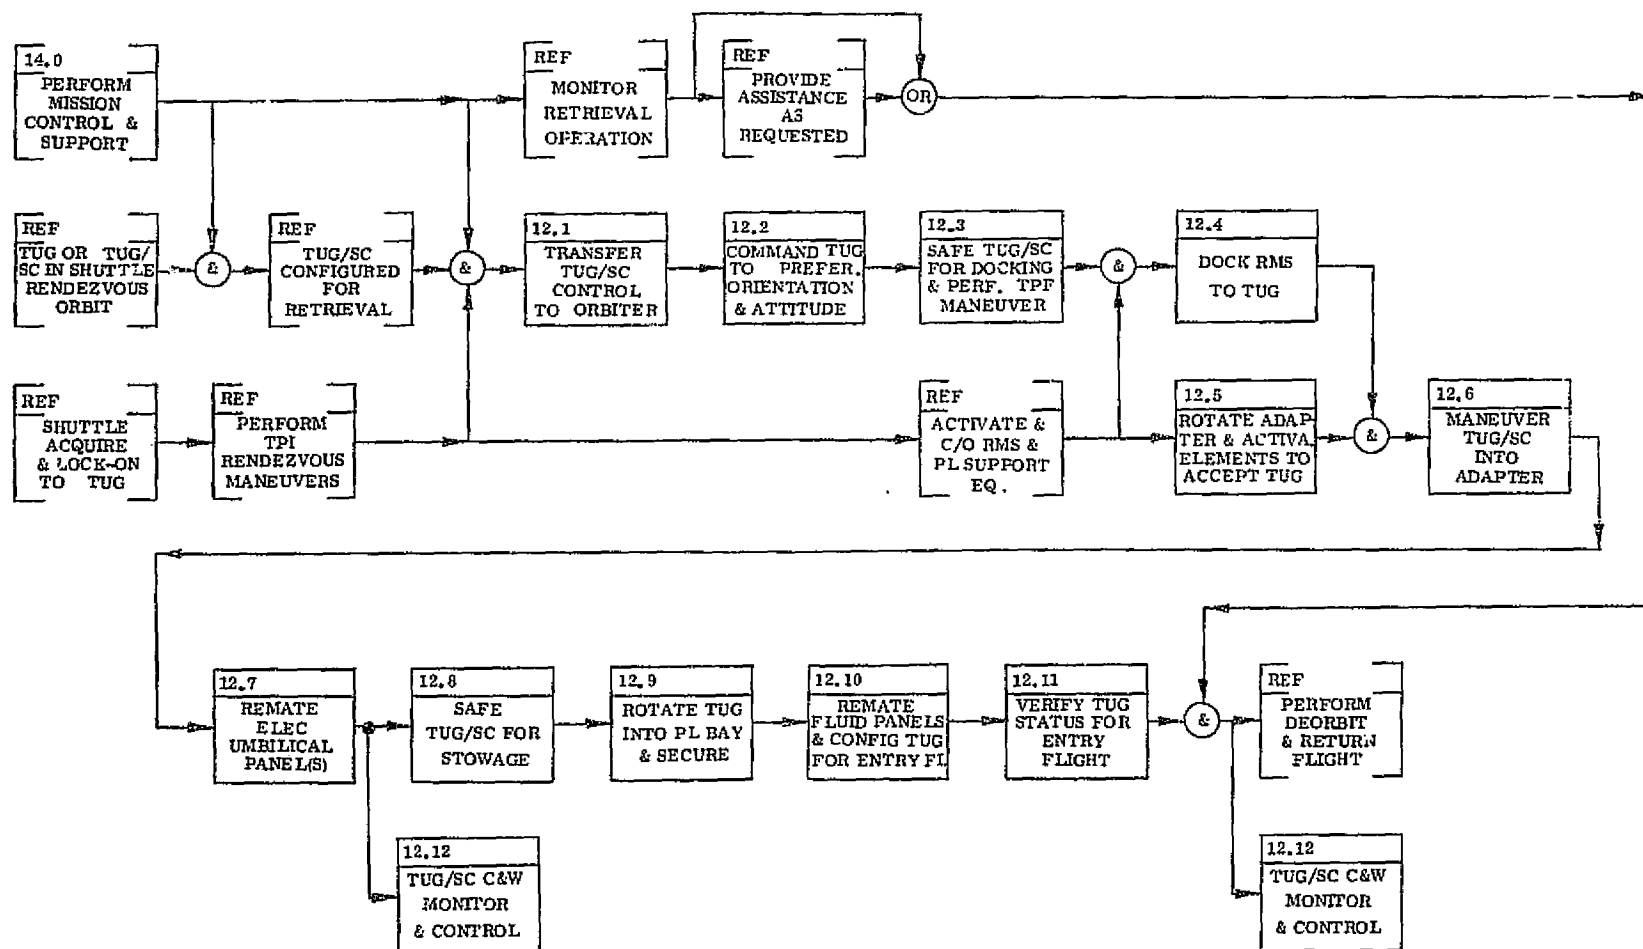 14.0
PERFORM
MISSION
CONTROL &
SUPPORT
REF
MONITOR
RETRIEVAL
OPERATION
REF
PROVIDE
ASSISTANCE
AS
REQUESTED
OR
REF
TUG OR TUG/
SC IN SHUTTLE
RENDEZVOUS
ORBIT
&
REF
TUG/SC
CONFIGURED
FOR
RETRIEVAL
&
12.1
TRANSFER
TUG/SC
CONTROL
TO ORBITER
12.2
COMMAND TUG
TO PREFER.
ORIENTATION
& ATTITUDE
12.3
SAFE TUG/SC
FOR DOCKING
& PERF. TPF
MANEUVER
&
12.4
DOCK RMS
TO TUG
REF
SHUTTLE
ACQUIRE
& LOCK-ON
TO TUG
REF
PERFORM
TPI
RENDEZVOUS
MANEUVERS
REF
ACTIVATE &
C/O RMS &
PL SUPPORT
EQ.
12.5
ROTATE ADAP
TER & ACTIVA.
ELEMENTS TO
ACCEPT TUG
&
12.6
MANEUVER
TUG/SC
INTO
ADAPTER
12.7
REMATE
ELEC
UMBILICAL
PANEL(S)
12.8
SAFE
TUG/SC FOR
STOWAGE
12.9
ROTATE TUG
INTO PL BAY
& SECURE
12.10
REMATE
FLUID PANELS
& CONFIG TUG
FOR ENTRY FL
12.11
VERIFY TUG
STATUS FOR
ENTRY
FLIGHT
&
REF
PERFORM
DEORBIT
& RETURN
FLIGHT
12.12
TUG/SC C&W
MONITOR
& CONTROL
12.12
TUG/SC C&W
MONITOR
& CONTROL